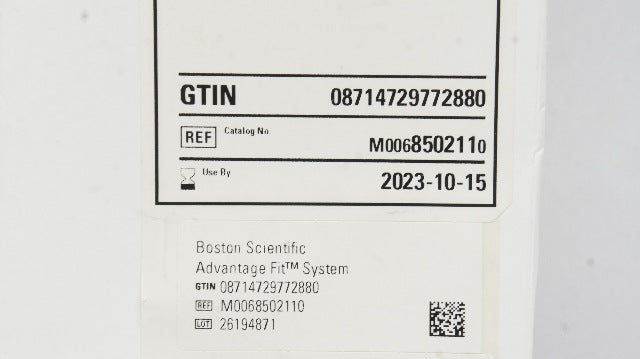 GTIN 08714729772880
REF Catalog No. M0068502110
Use By 2023-10-15
Boston Scientific
Advantage Fit™ System
GTIN 08714729772880
REF M0068502110
LOT 26194871